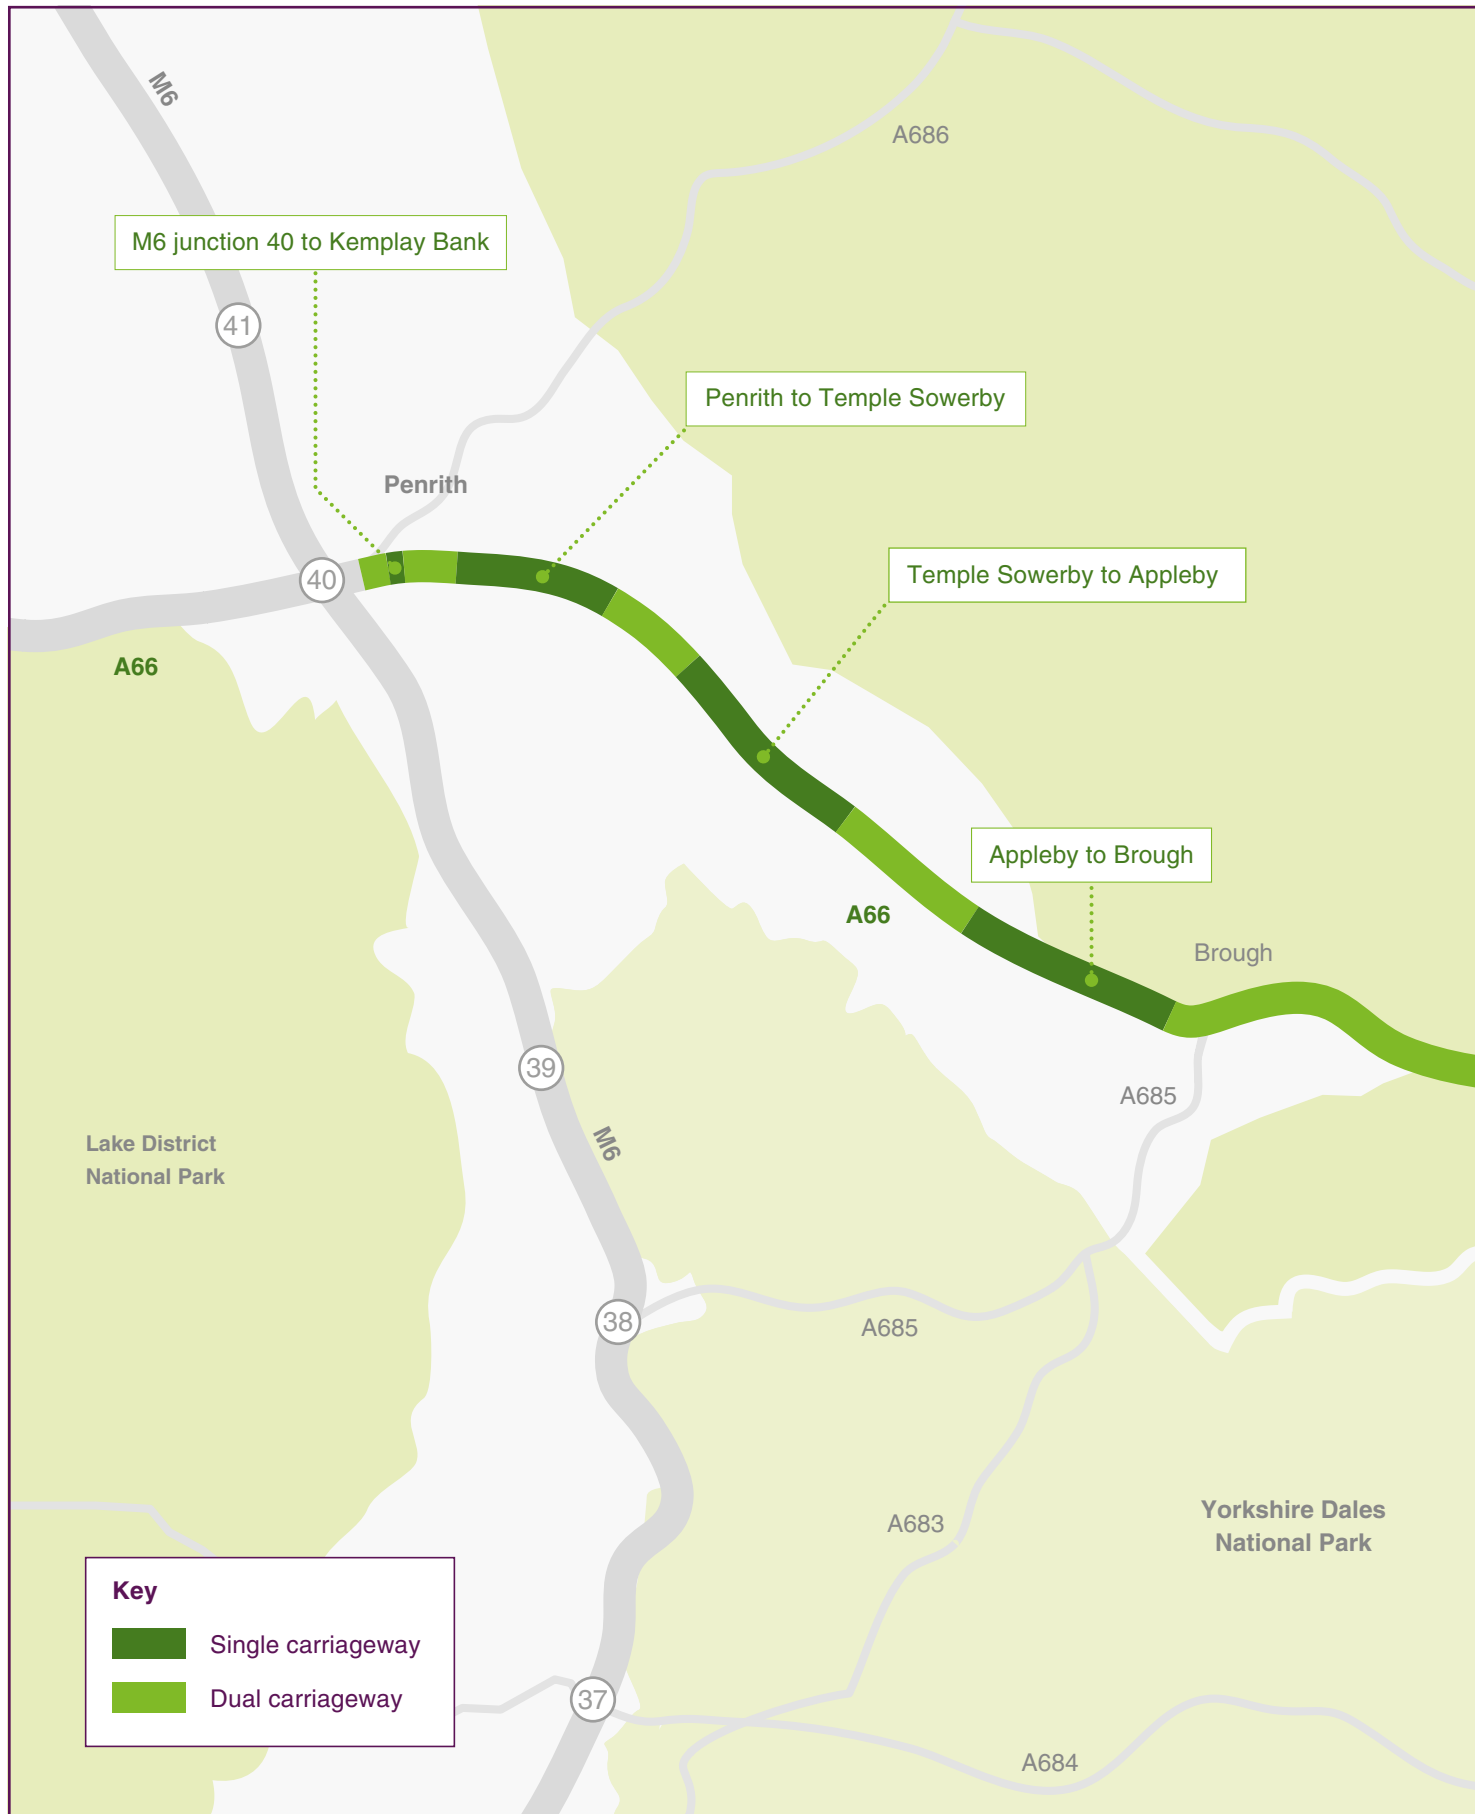 M6
A686
M6 junction 40 to Kemplay Bank
41
Penrith to Temple Sowerby
Penrith
40
Temple Sowerby to Appleby
A66
Appleby to Brough
A66
Brough
39
A685
M6
Lake District
National Park
38
A685
Yorkshire Dales
National Park
A683
Key
Single carriageway
Dual carriageway
37
A684